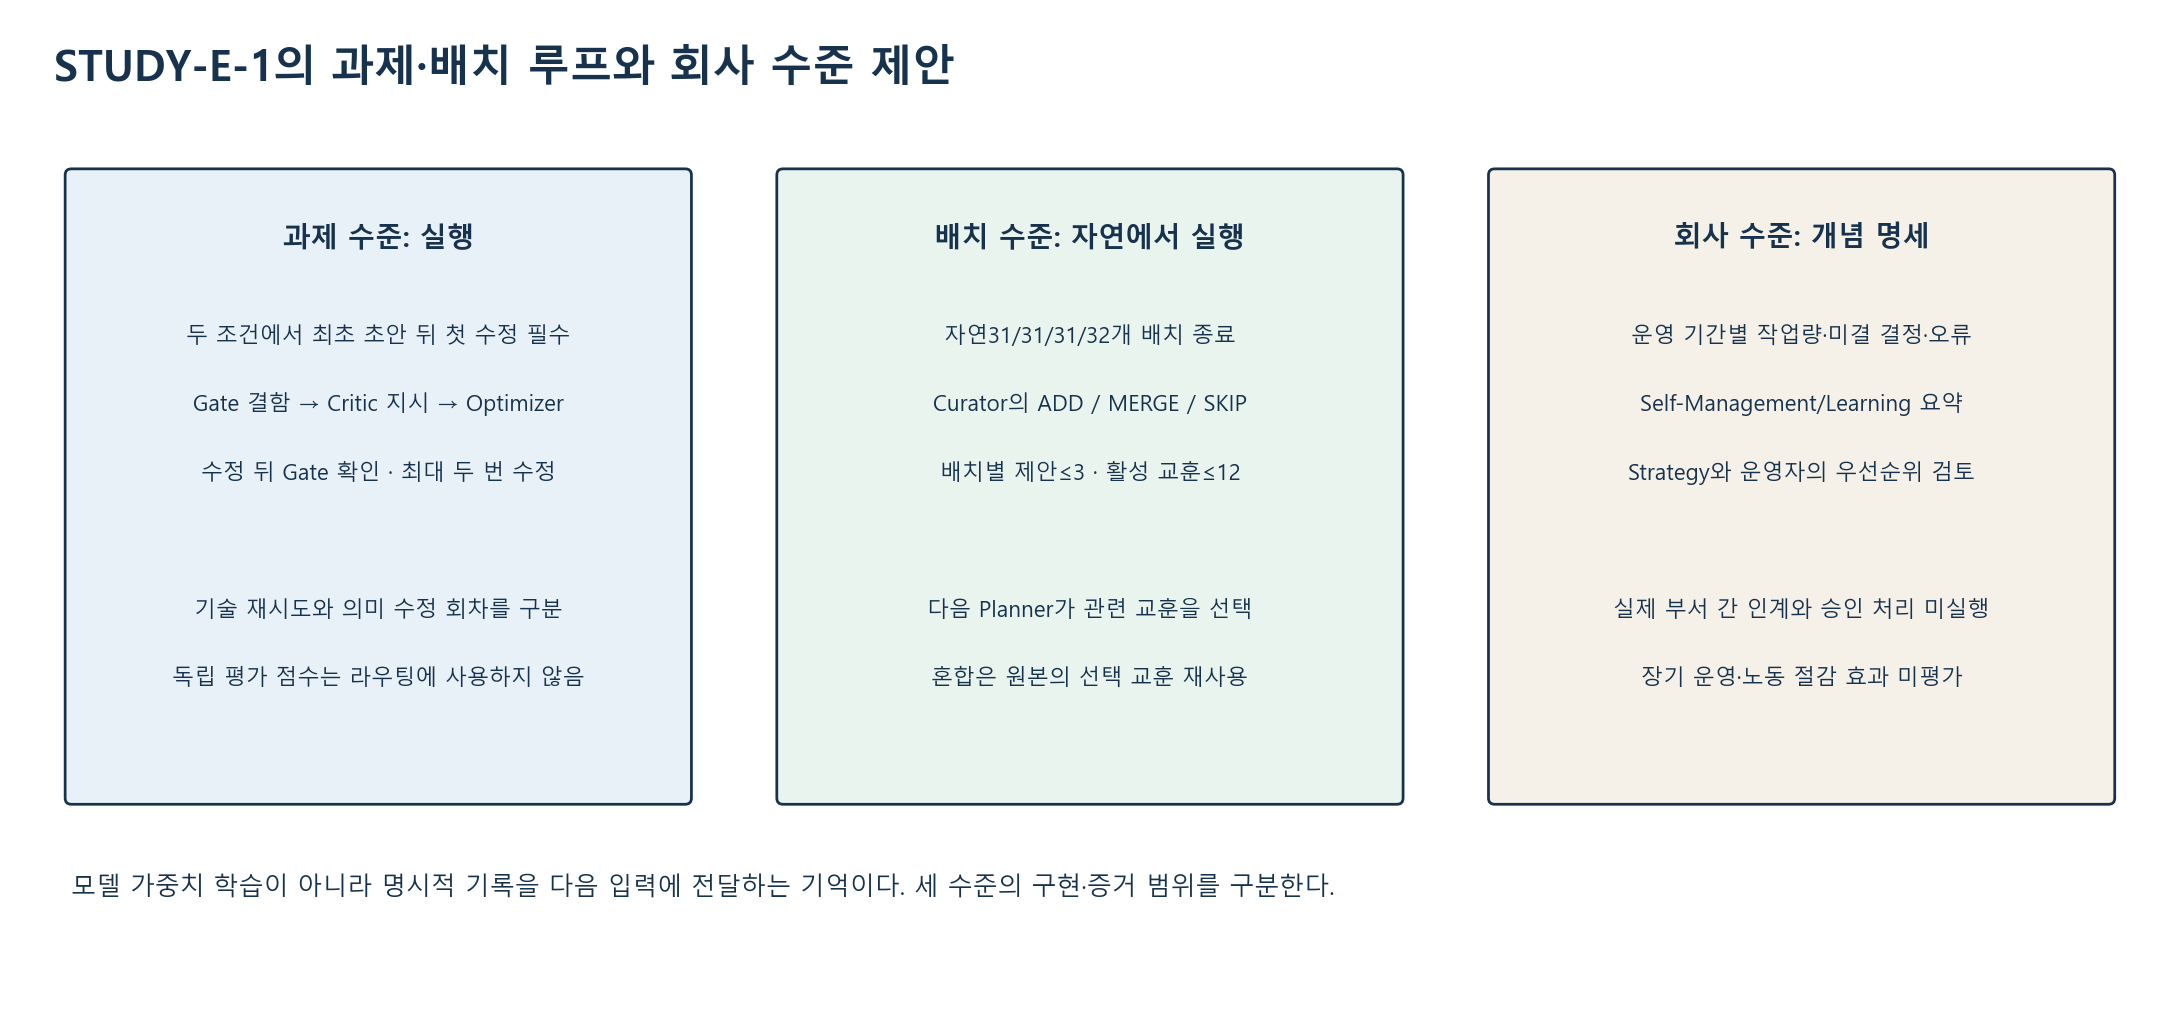 STUDY-E-1의 과제·배치 루프와 회사 수준 제안
과제 수준: 실행
두 조건에서 최초 초안 뒤 첫 수정 필수
Gate 결함 → Critic 지시 → Optimizer
수정 뒤 Gate 확인 · 최대 두 번 수정
기술 재시도와 의미 수정 회차를 구분
독립 평가 점수는 라우팅에 사용하지 않음
배치 수준: 자연에서 실행
자연31/31/31/32개 배치 종료
Curator의 ADD / MERGE / SKIP
배치별 제안≤3 · 활성 교훈≤12
다음 Planner가 관련 교훈을 선택
혼합은 원본의 선택 교훈 재사용
회사 수준: 개념 명세
운영 기간별 작업량·미결 결정·오류
Self-Management/Learning 요약
Strategy와 운영자의 우선순위 검토
실제 부서 간 인계와 승인 처리 미실행
장기 운영·노동 절감 효과 미평가
모델 가중치 학습이 아니라 명시적 기록을 다음 입력에 전달하는 기억이다. 세 수준의 구현·증거 범위를 구분한다.